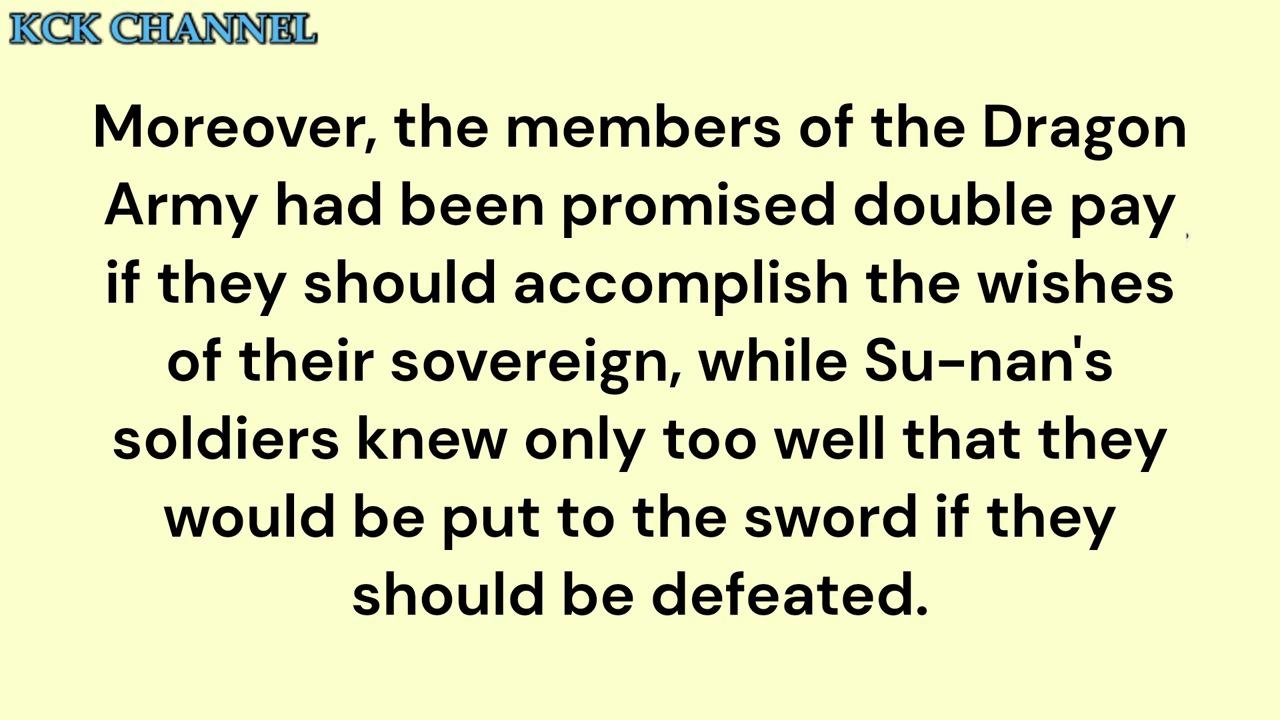 KCK CHANNEL
Moreover, the members of the Dragon
Army had been promised double pay
if they should accomplish the wishes
of their sovereign, while Su-nan's
soldiers knew only too well that they
would be put to the sword if they
should be defeated.